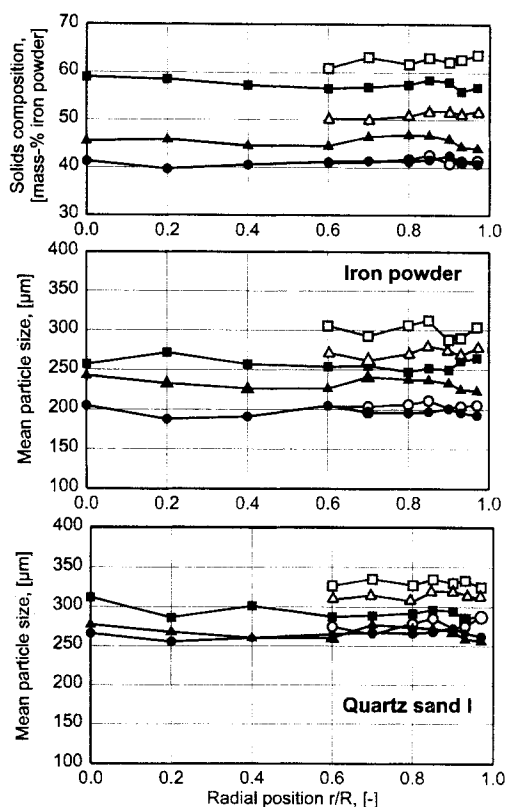 Solids composition,
[mass-% iron powder]
70
60
50
40
30
0.0 0.2 0.4 0.6 0.8 1.0
Iron powder
Mean particle size, [µm]
400
350
300
250
200
150
100
0.0 0.2 0.4 0.6 0.8 1.0
Quartz sand I
Mean particle size, [µm]
400
350
300
250
200
150
100
0.0 0.2 0.4 0.6 0.8 1.0
Radial position r/R, [-]